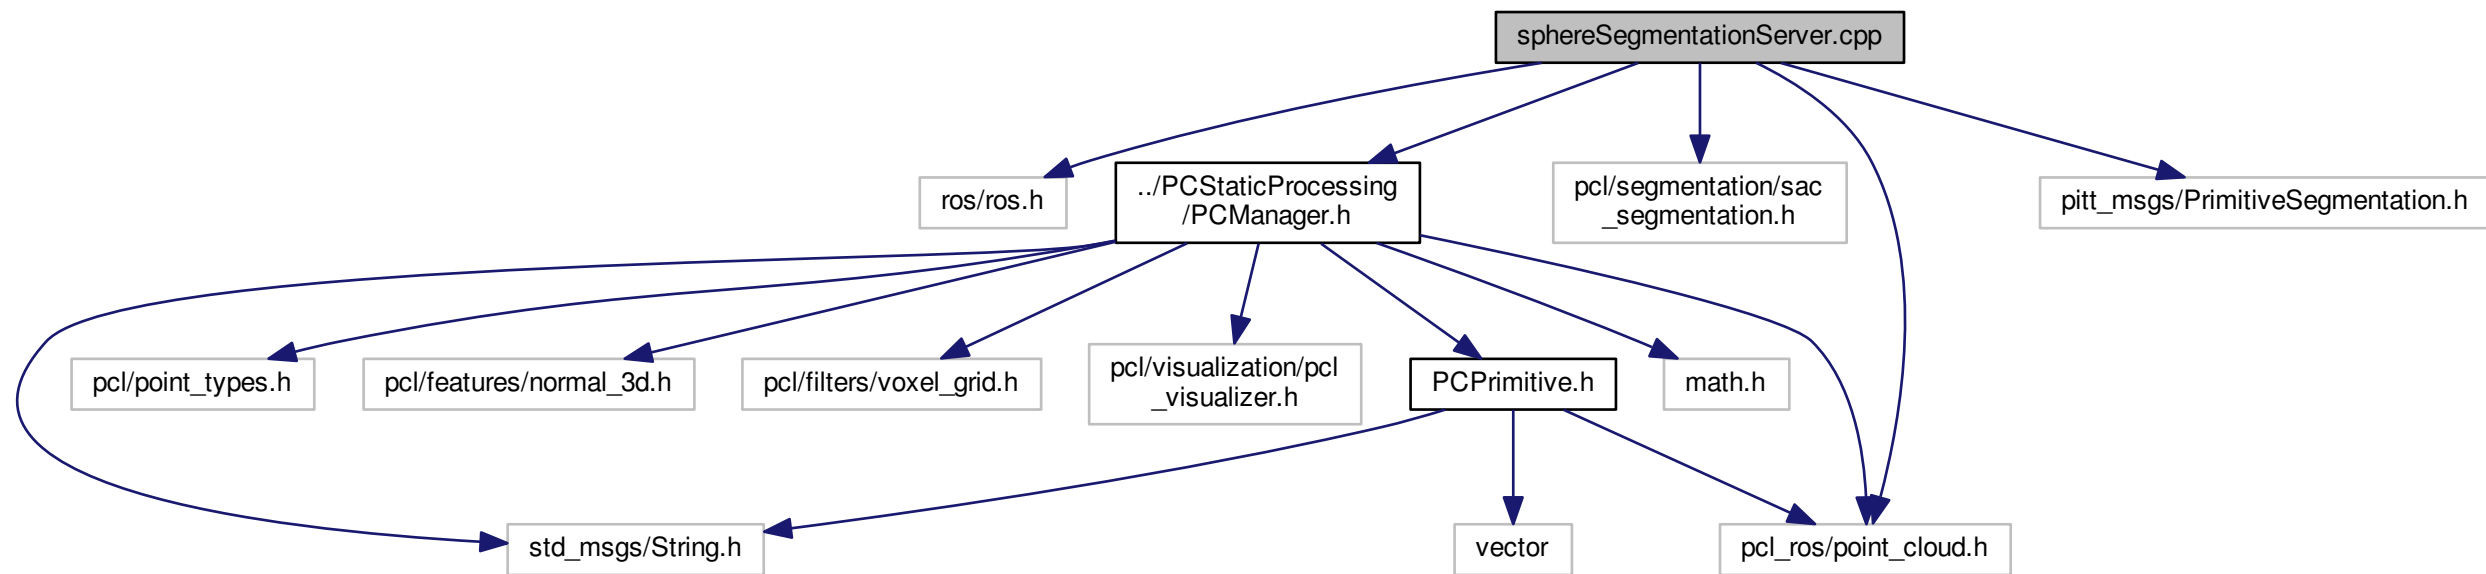 sphereSegmentationServer.cpp
ros/ros.h
../PCStaticProcessing
/PCManager.h
pcl/segmentation/sac
_segmentation.h
pitt_msgs/PrimitiveSegmentation.h
pcl/point_types.h
pcl/features/normal_3d.h
pcl/filters/voxel_grid.h
pcl/visualization/pcl
_visualizer.h
PCPrimitive.h
math.h
std_msgs/String.h
vector
pcl_ros/point_cloud.h